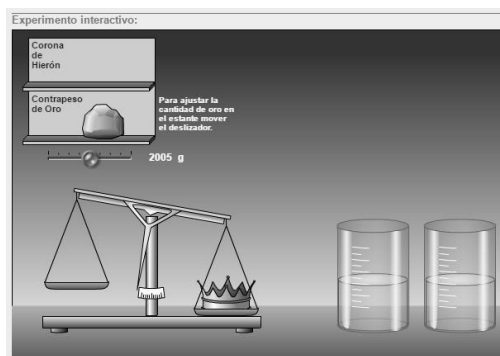 Experimento interactivo:
Corona
de
Hierón
Contrapeso
de Oro
Para ajustar la
cantidad de oro en
el estante mover
el deslizador.
2005 g